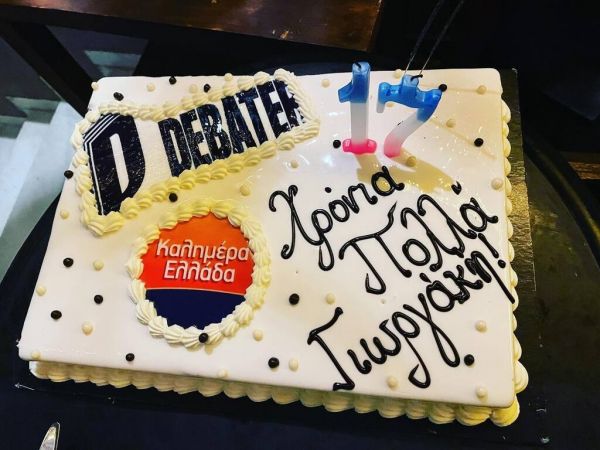 D DEBATER
17
Καλημέρα
Ελλάδα
Χρόνια
Πολλά
Γιωργάκη!